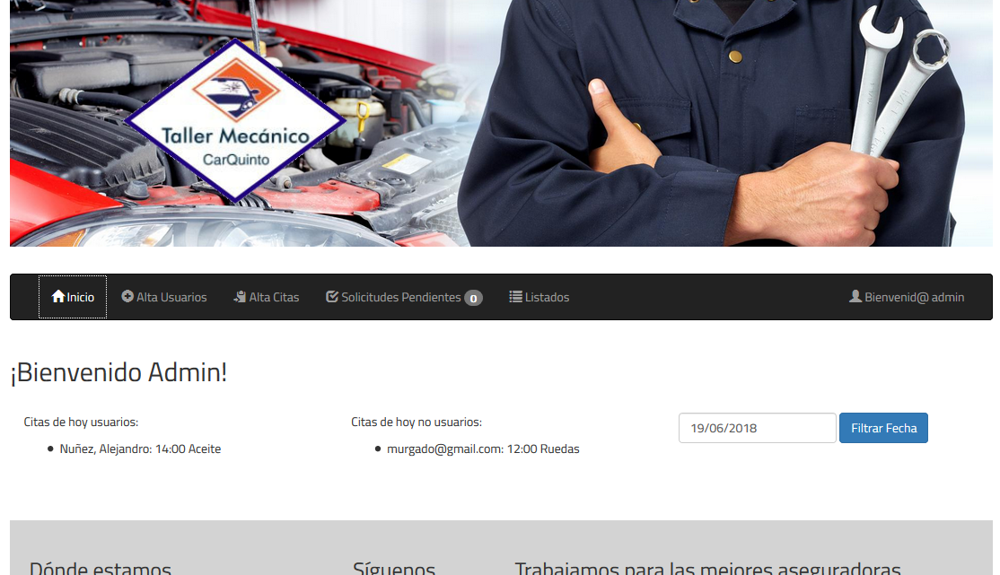 Taller Mecánico
CarQuinto
Inicio
Alta Usuarios
Alta Citas
Solicitudes Pendientes 0
Listados
Bienvenid@ admin
¡Bienvenido Admin!
Citas de hoy usuarios:
Nuñez, Alejandro: 14:00 Aceite
Citas de hoy no usuarios:
murgado@gmail.com: 12:00 Ruedas
19/06/2018
Filtrar Fecha
Dónde estamos
Síguenos
Trabajamos para las mejores aseguradoras